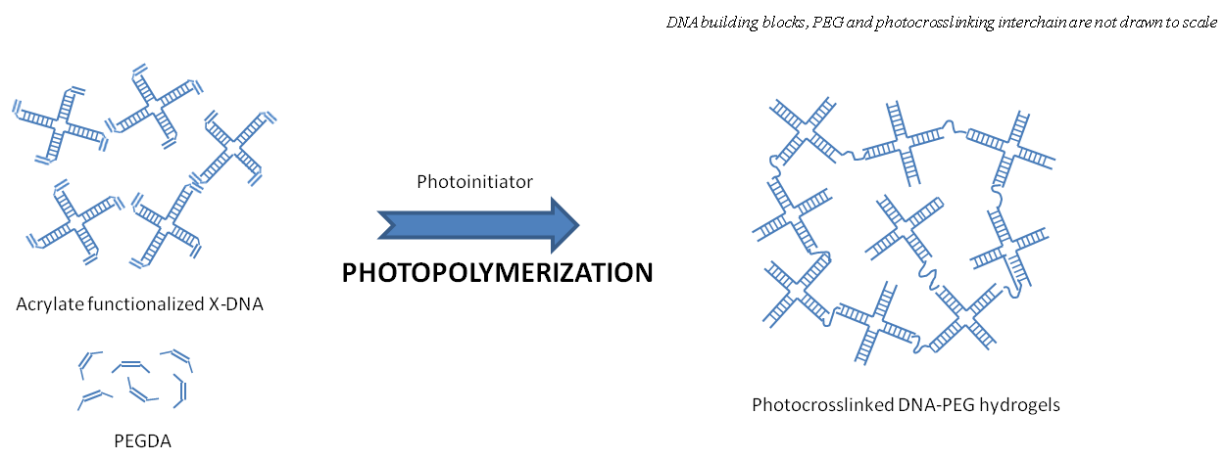 DNA building blocks, PEG and photocrosslinking interchain are not drawn to scale
Photoinitiator
PHOTOPOLYMERIZATION
Acrylate functionalized X-DNA
PEGDA
Photocrosslinked DNA-PEG hydrogels